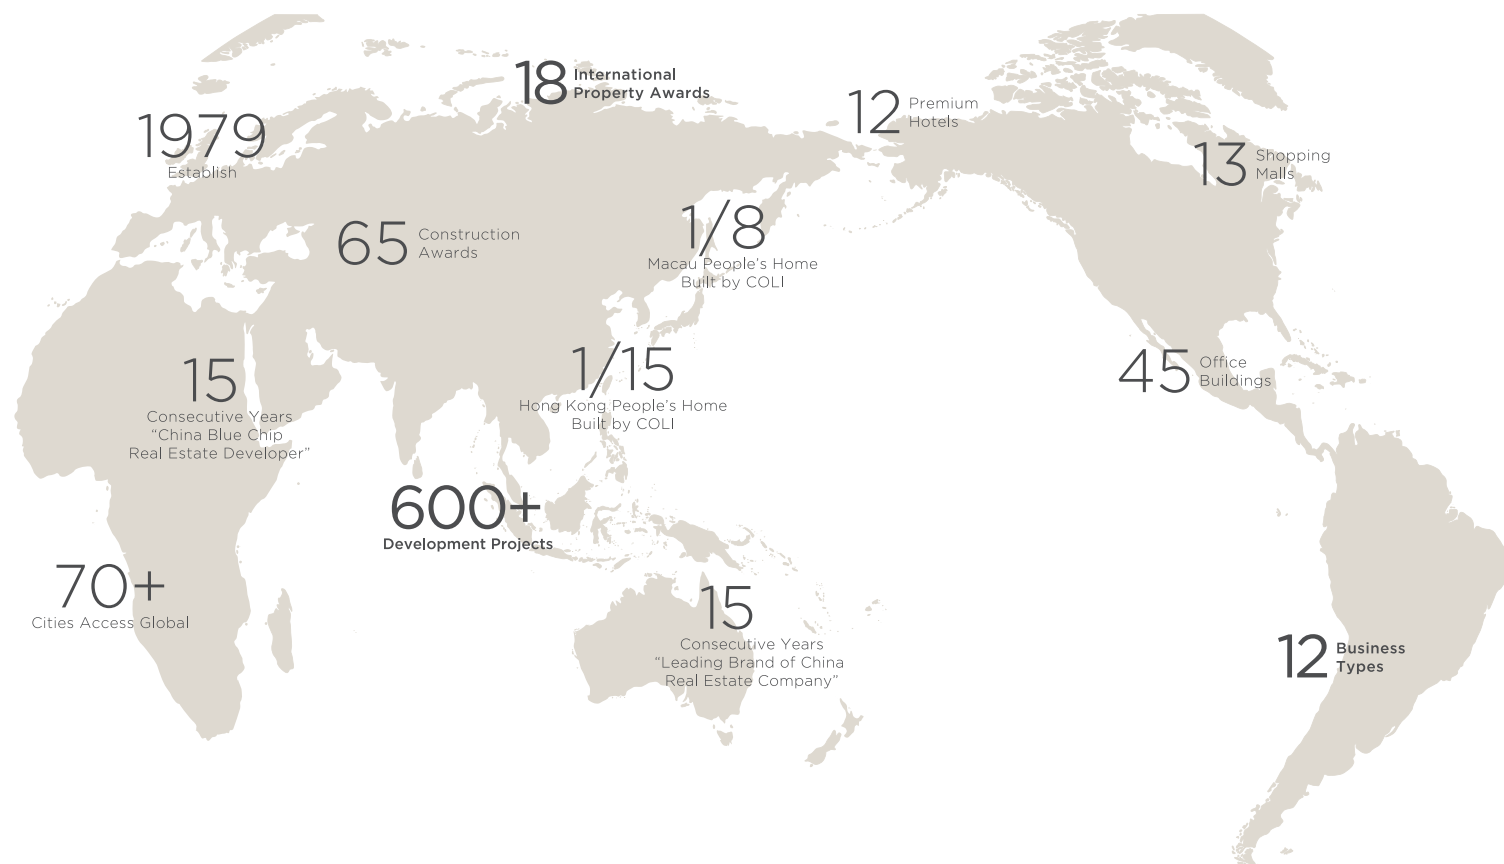 18
International
Property Awards
12
Premium
Hotels
1979
Establish
13
Shopping
Malls
65
Construction
Awards
1/8
Macau People's Home
Built by COLI
15
Consecutive Years
“China Blue Chip
Real Estate Developer”
1/15
Hong Kong People's Home
Built by COLI
45
Office
Buildings
600+
Development Projects
70+
Cities Access Global
15
Consecutive Years
“Leading Brand of China
Real Estate Company”
12
Business
Types